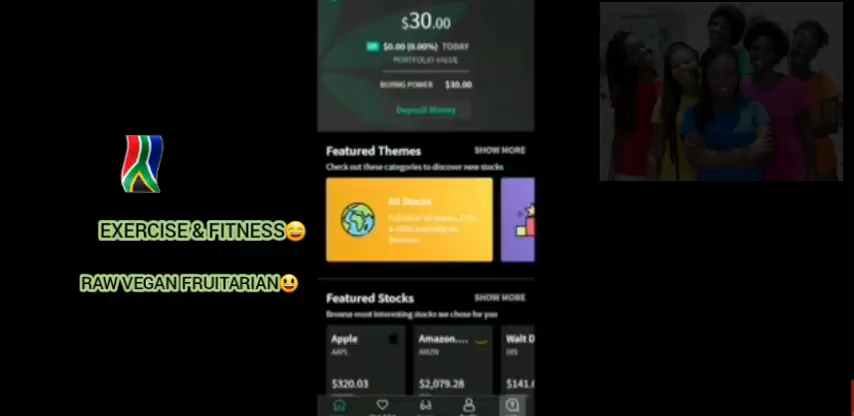 $30.00
$0.00 (0.00%) TODAY
PORTFOLIO VALUE
BUYING POWER $30.00
Deposit Money
Featured Themes SHOW MORE
Check out these categories to discover new stocks
All Stocks
EXERCISE & FITNESS😄
RAW VEGAN FRUITARIAN😃
Featured Stocks SHOW MORE
Browse most interesting stocks we chose for you
Apple Amazon.... Walt D
AAPL AMZN DIS
$320.03 $2,079.28 $141.